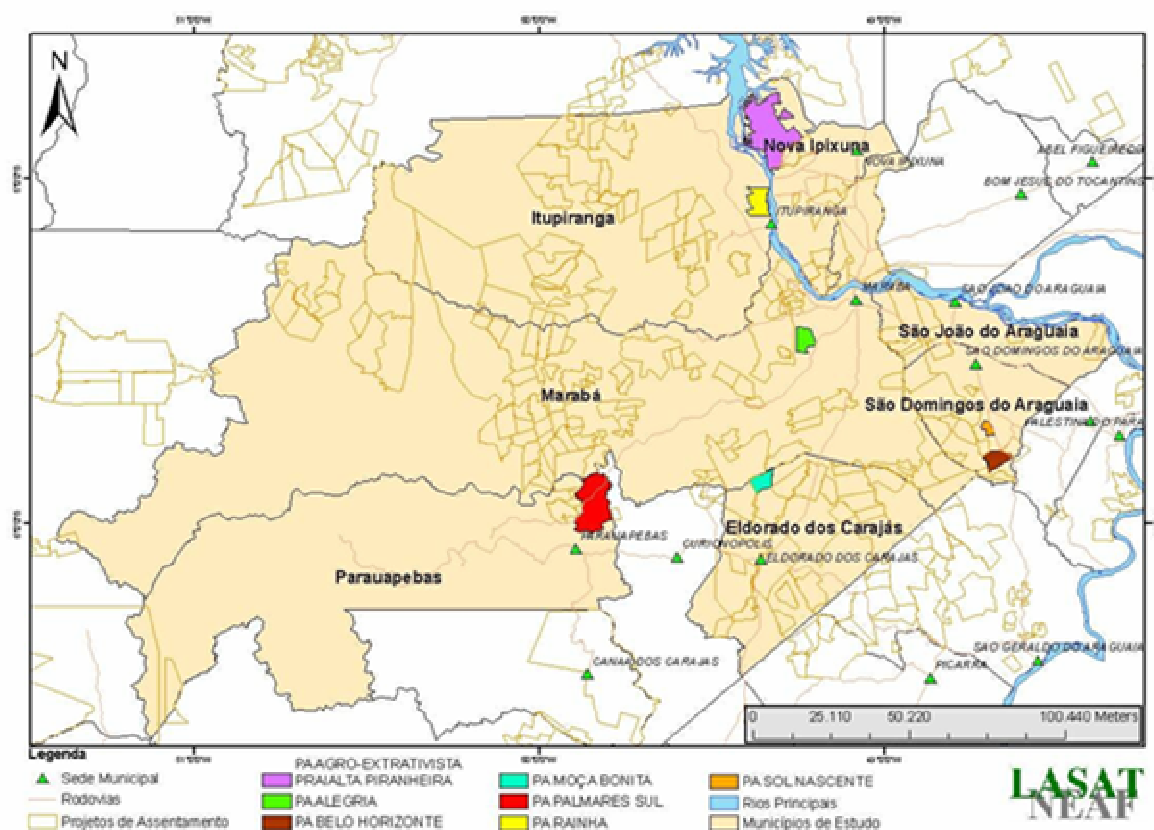 N
Nova Ipixuna
NOVA IPIXUNA
ABEL FIGUEIREDO
BOM JESUS DO TOCANTINS
Itupiranga
ITUPIRANGA
MARABA
SAO JOAO DO ARAGUAIA
São João do Araguaia
SAO DOMINGOS DO ARAGUAIA
Marabá
São Domingos do Araguaia
PALESTINA DO PARA
Eldorado dos Carajás
PARAUAPEBAS
CURIONOPOLIS
ELDORADO DOS CARAJAS
Parauapebas
SAO GERALDO DO ARAGUAIA
CANAA DOS CARAJAS
PICARRA
0 25.110 50.220 100.440 Meters
Legenda
Sede Municipal
Rodovias
Projetos de Assentamento
PA AGRO-EXTRATIVISTA
PRAIALTA PIRANHEIRA
PA ALEGRIA
PA BELO HORIZONTE
PA MOÇA BONITA
PA PALMARES SUL
PA RAINHA
PA SOL NASCENTE
Rios Principais
Municípios de Estudo
LASAT
NEAF